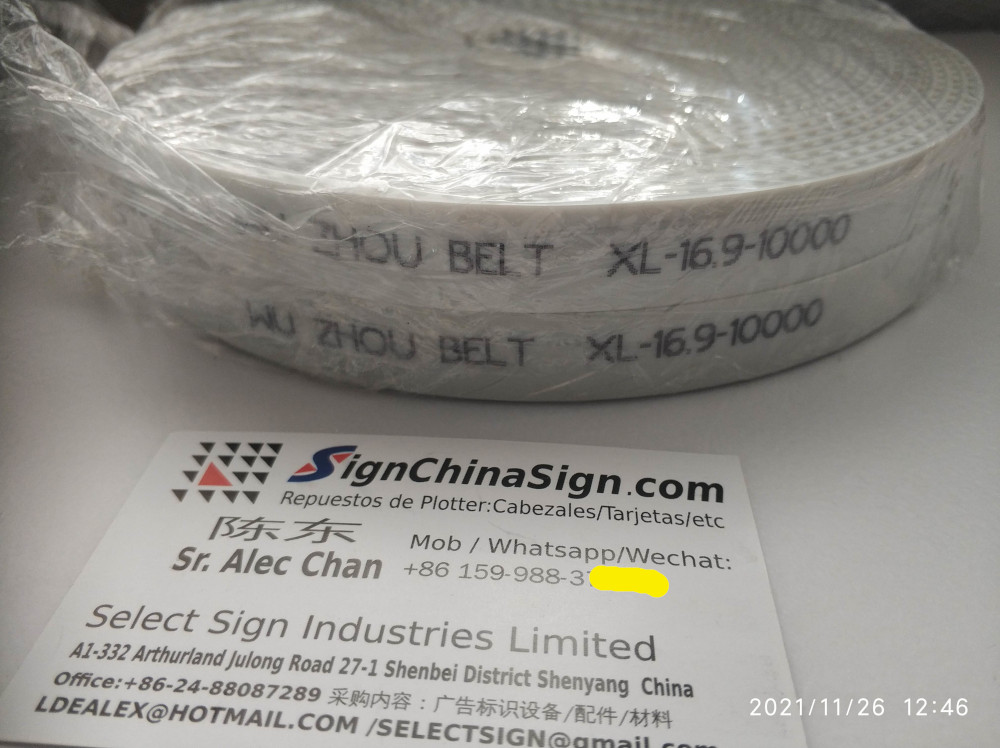 ZHOU BELT XL-16.9-10000
WU ZHOU BELT XL-16.9-10000
SignChinaSign.com
Repuestos de Plotter:Cabezales/Tarjetas/etc
陈东
Sr. Alec Chan
Mob / Whatsapp/Wechat:
+86 159-988-3
Select Sign Industries Limited
A1-332 Arthurland Julong Road 27-1 Shenbei District Shenyang China
Office:+86-24-88087289 采购内容：广告标识设备/配件/材料
LDEALEX@HOTMAIL.COM /SELECTSIGN@gmail.com
2021/11/26 12:46